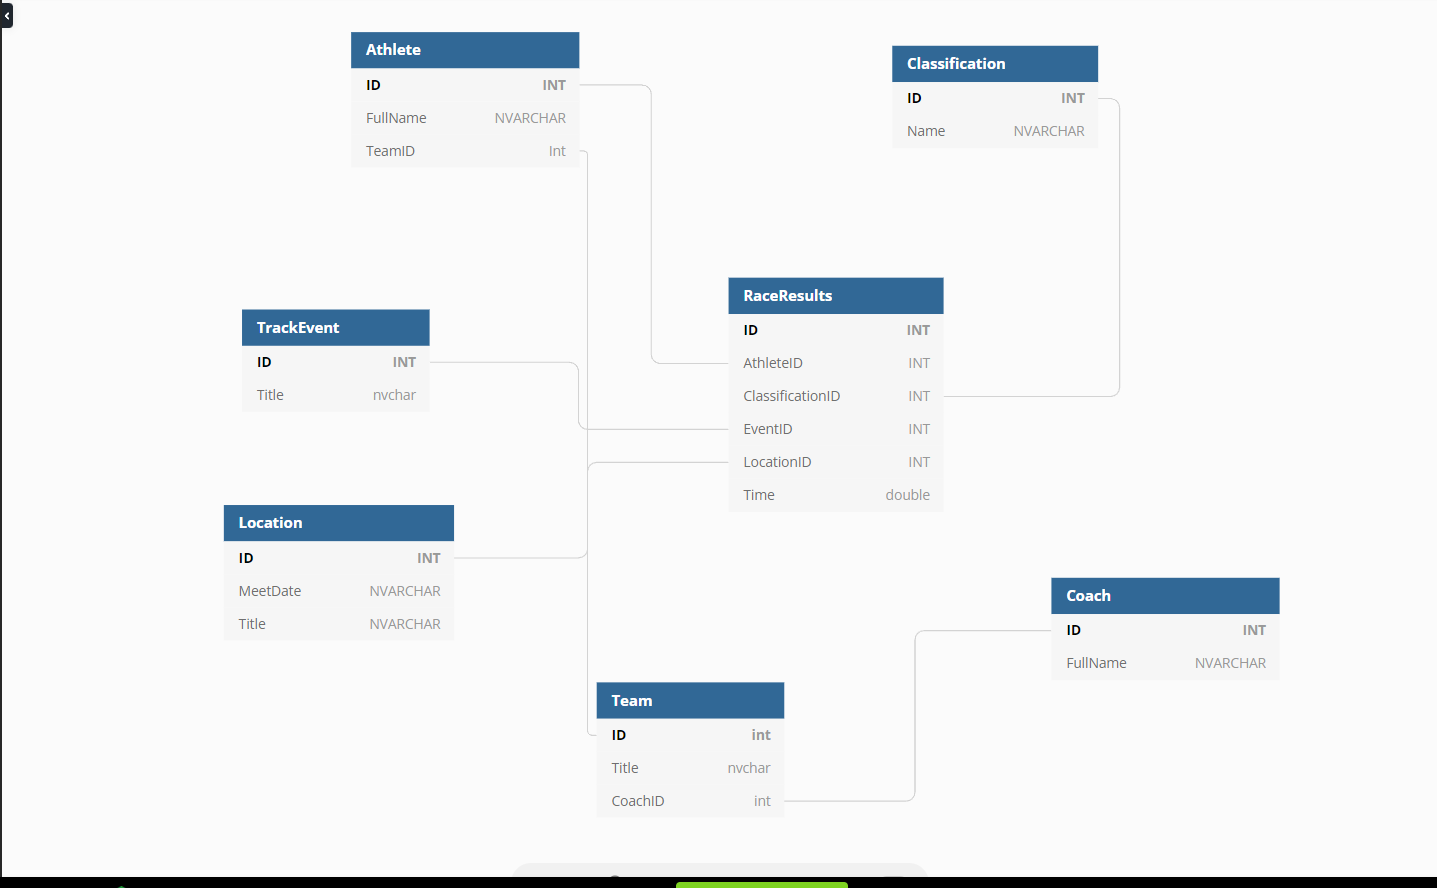 Athlete
ID INT
FullName NVARCHAR
TeamID Int
Classification
ID INT
Name NVARCHAR
TrackEvent
ID INT
Title nvchar
RaceResults
ID INT
AthleteID INT
ClassificationID INT
EventID INT
LocationID INT
Time double
Location
ID INT
MeetDate NVARCHAR
Title NVARCHAR
Coach
ID INT
FullName NVARCHAR
Team
ID int
Title nvchar
CoachID int